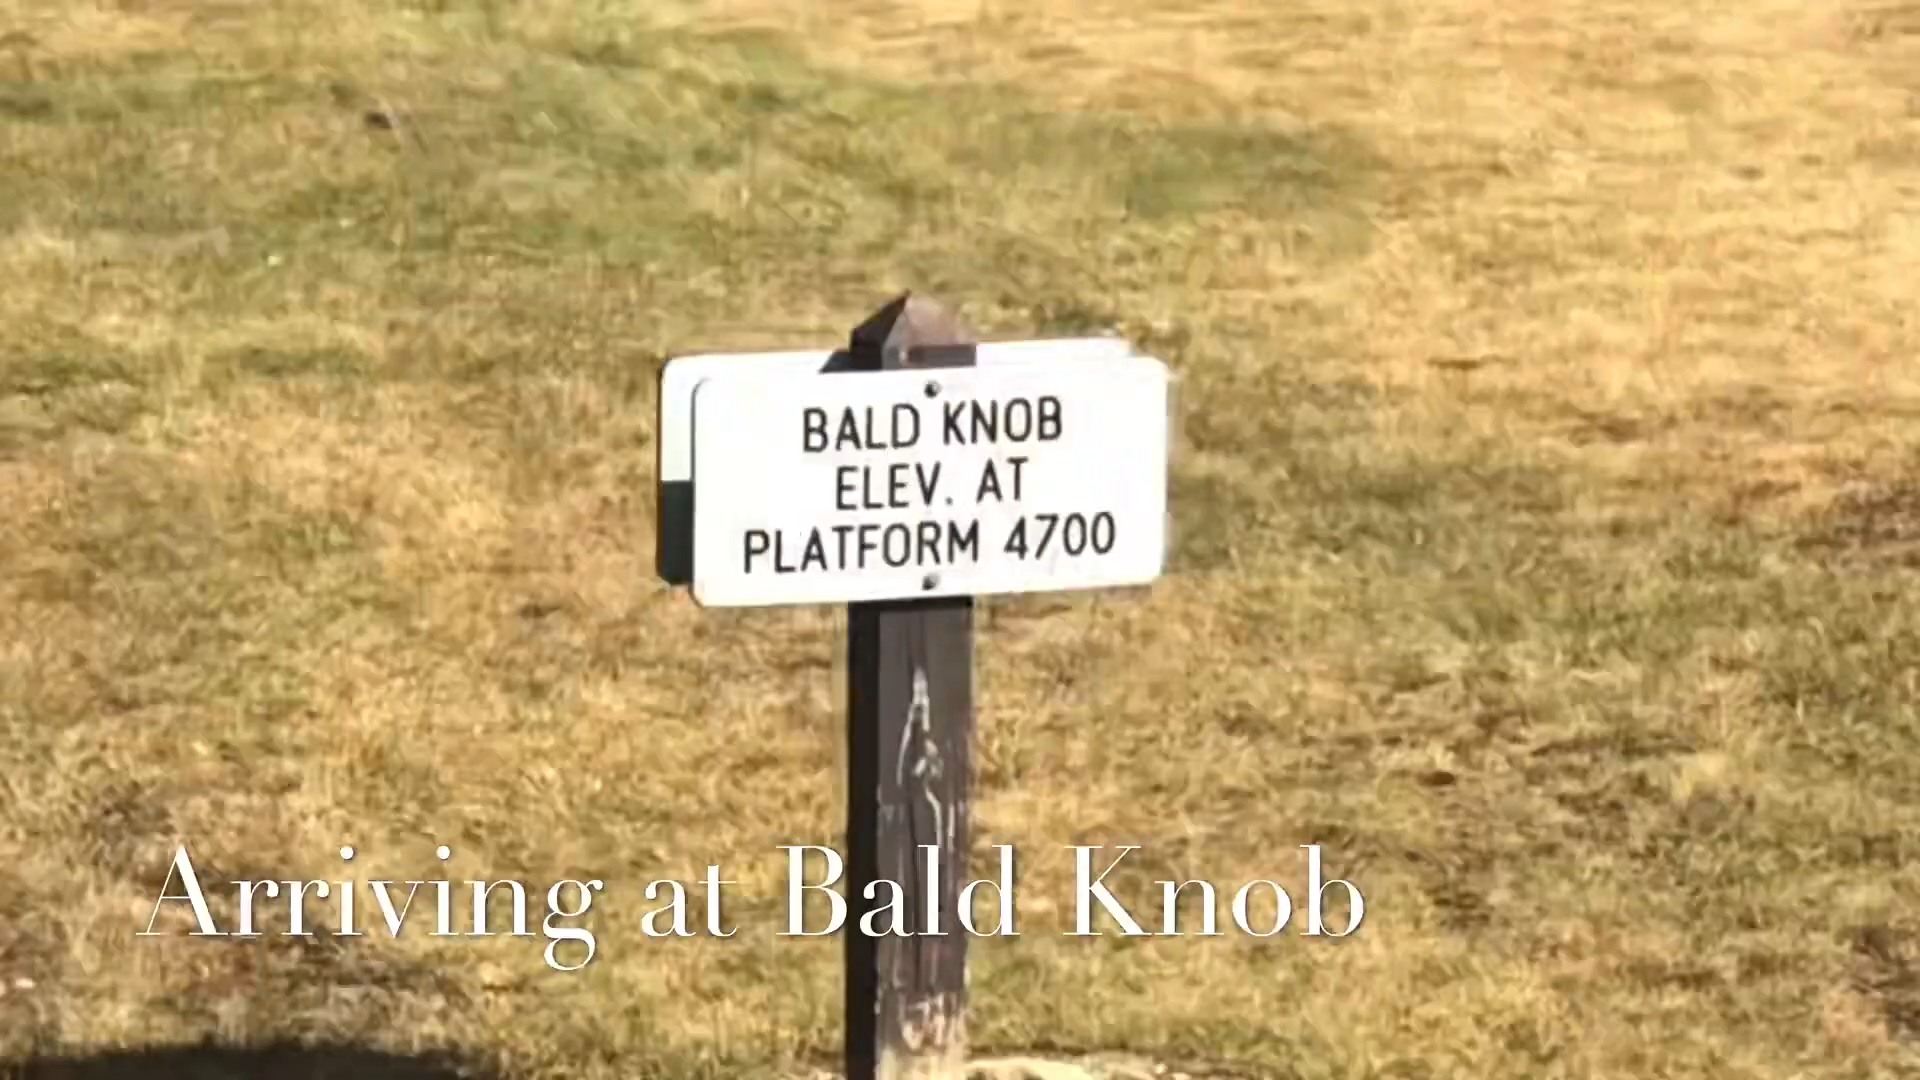 BALD KNOB
ELEV. AT
PLATFORM 4700
Arriving at Bald Knob